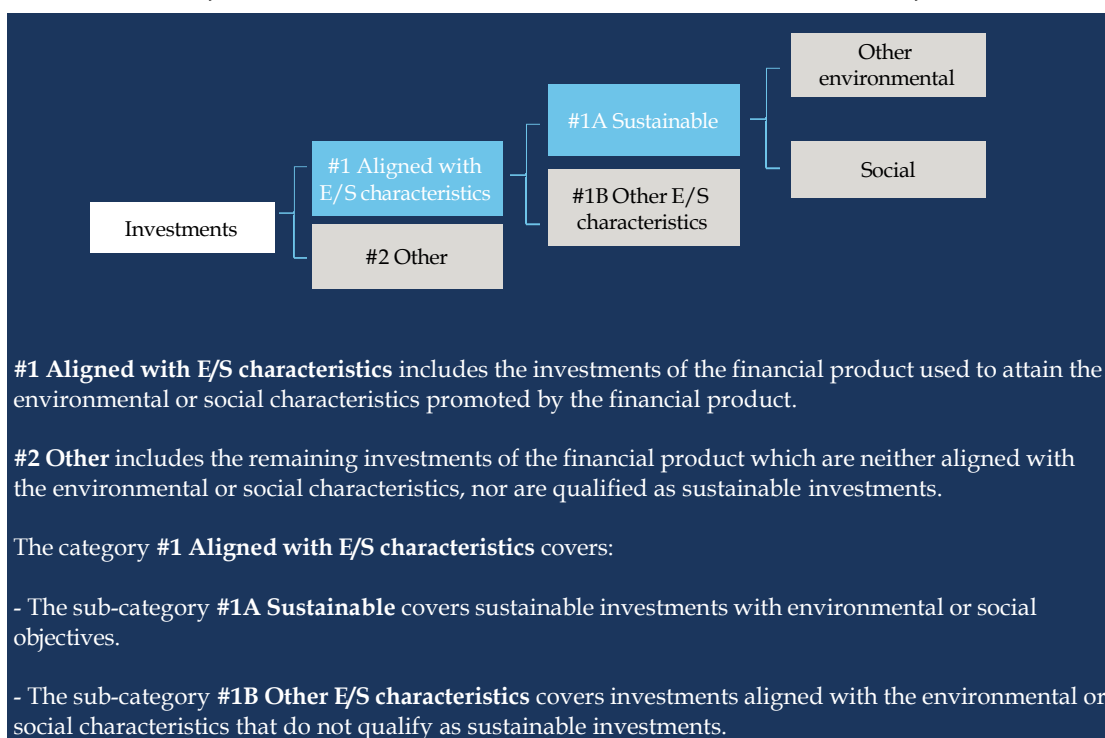 Other
environmental
#1A Sustainable
#1 Aligned with
E/S characteristics
Social
#1B Other E/S
characteristics
Investments
#2 Other
#1 Aligned with E/S characteristics includes the investments of the financial product used to attain the
environmental or social characteristics promoted by the financial product.
#2 Other includes the remaining investments of the financial product which are neither aligned with
the environmental or social characteristics, nor are qualified as sustainable investments.
The category #1 Aligned with E/S characteristics covers:
- The sub-category #1A Sustainable covers sustainable investments with environmental or social
objectives.
- The sub-category #1B Other E/S characteristics covers investments aligned with the environmental or
social characteristics that do not qualify as sustainable investments.